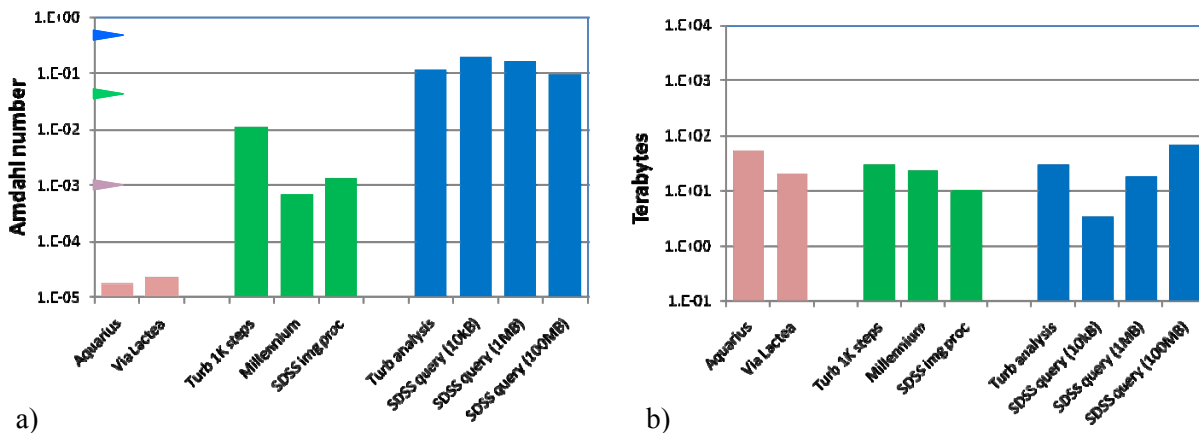 1.E+00
1.E-01
1.E-02
1.E-03
1.E-04
1.E-05
Amdahl number
Aquarius
Via Lactea
Turb 1K steps
Millennium
SDSS img proc
Turb analysis
SDSS query (10kB)
SDSS query (1MB)
SDSS query (100MB)
a)
1.E+04
1.E+03
1.E+02
1.E+01
1.E+00
1.E-01
Terabytes
Aquarius
Via Lactea
Turb 1K steps
Millennium
SDSS img proc
Turb analysis
SDSS query (10kB)
SDSS query (1MB)
SDSS query (100MB)
b)